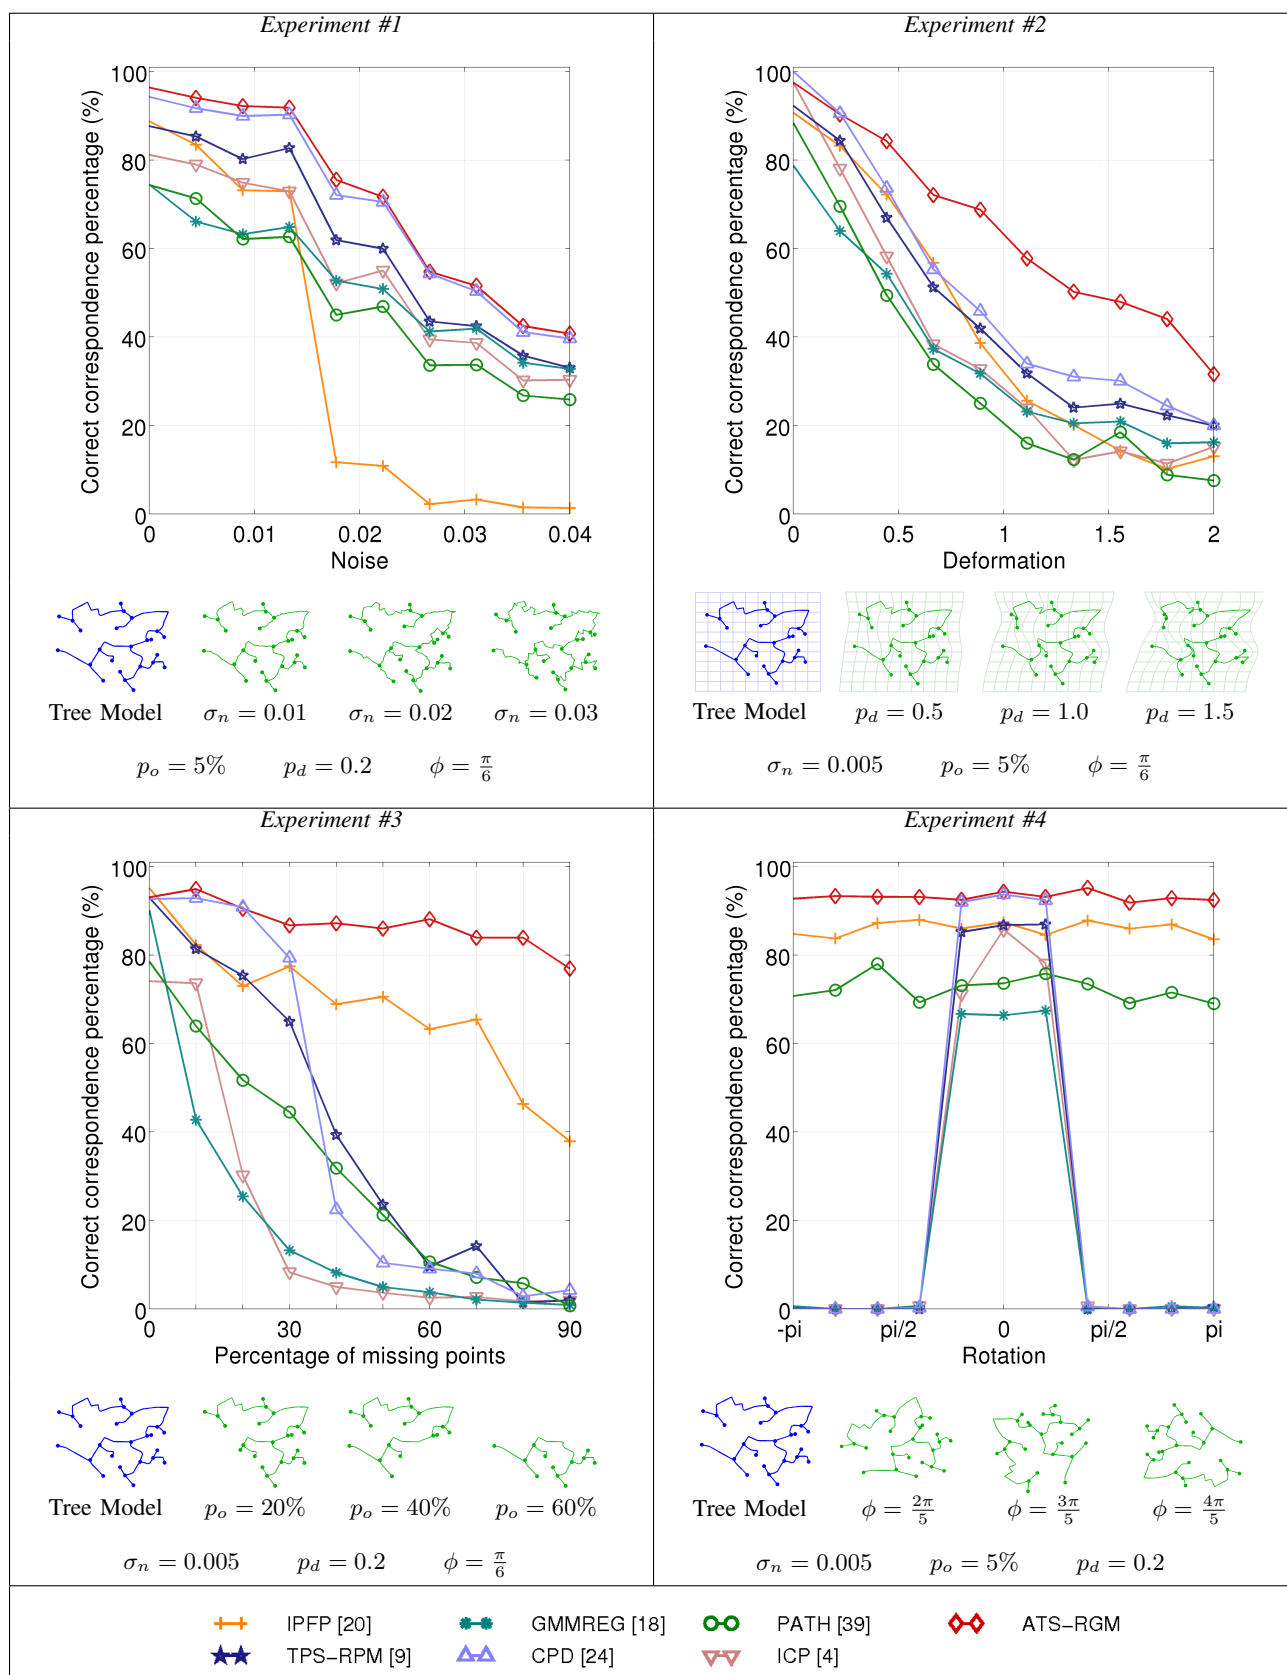 Experiment #1
Correct correspondence percentage (%)
100
80
60
40
20
0
0 0.01 0.02 0.03 0.04
Noise
Tree Model σn = 0.01 σn = 0.02 σn = 0.03
po = 5% pd = 0.2 ϕ = π/6
Experiment #2
Correct correspondence percentage (%)
100
80
60
40
20
0
0 0.5 1 1.5 2
Deformation
Tree Model pd = 0.5 pd = 1.0 pd = 1.5
σn = 0.005 po = 5% ϕ = π/6
Experiment #3
Correct correspondence percentage (%)
100
80
60
40
20
0
0 30 60 90
Percentage of missing points
Tree Model po = 20% po = 40% po = 60%
σn = 0.005 pd = 0.2 ϕ = π/6
Experiment #4
Correct correspondence percentage (%)
100
80
60
40
20
0
-pi pi/2 0 pi/2 pi
Rotation
Tree Model ϕ = 2π/5 ϕ = 3π/5 ϕ = 4π/5
σn = 0.005 po = 5% pd = 0.2
IPFP [20] GMMREG [18] PATH [39] ATS-RGM
TPS-RPM [9] CPD [24] ICP [4]